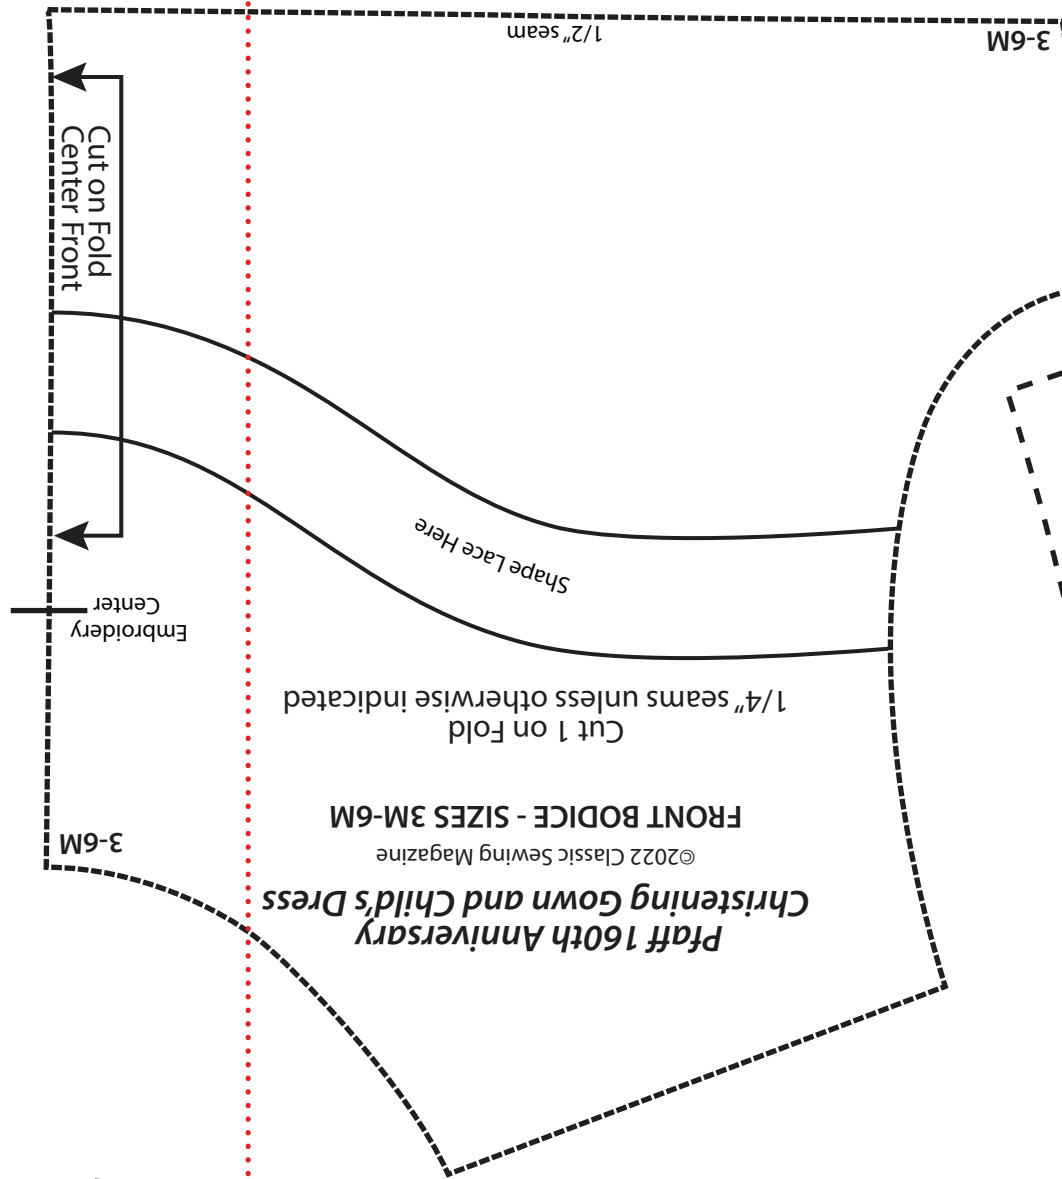 Pfaff 160th Anniversary
Christening Gown and Child's Dress
©2022 Classic Sewing Magazine
FRONT BODICE - SIZES 3M-6M
Cut 1 on Fold
1/4" seams unless otherwise indicated
3-6M
Embroidery
Center
Shape Lace Here
Cut on Fold
Center Front
3-6M
1/2" seam